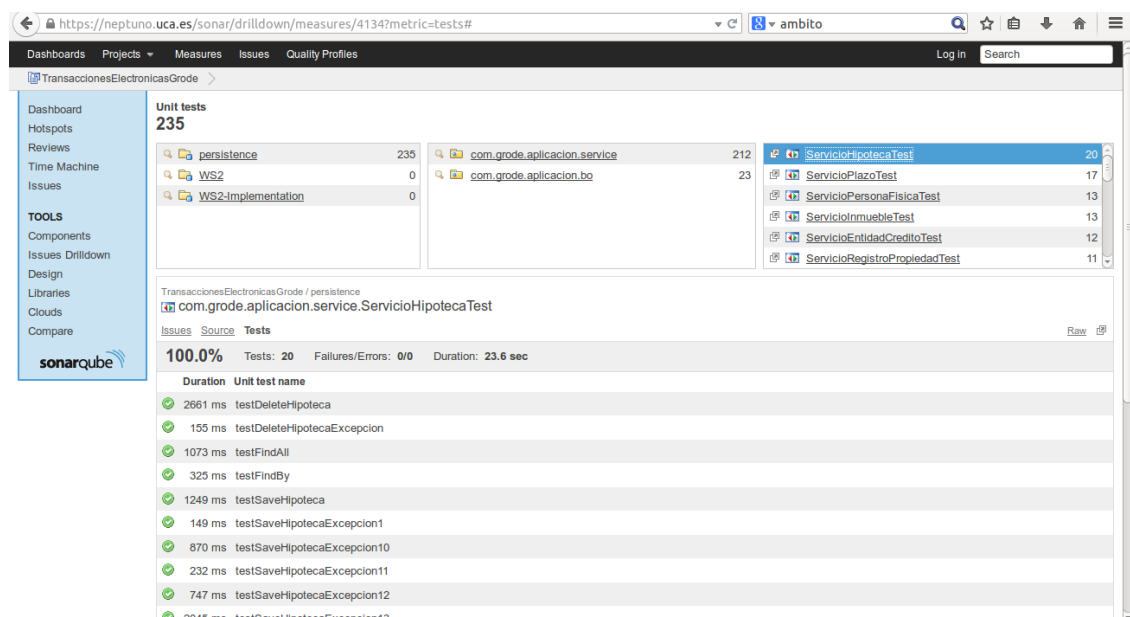 https://neptuno.uca.es/sonar/drilldown/measures/4134?metric=tests# ambito
Dashboards Projects Measures Issues Quality Profiles Log in Search
TransaccionesElectronicasGrode
Dashboard
Hotspots
Reviews
Time Machine
Issues
TOOLS
Components
Issues Drilldown
Design
Libraries
Clouds
Compare
sonarqube
Unit tests
235
persistence 235
WS2 0
WS2-Implementation 0
com.grode.aplicacion.service 212
com.grode.aplicacion.bo 23
ServicioHipotecaTest 20
ServicioPlazoTest 17
ServicioPersonaFisicaTest 13
ServicioInmuebleTest 13
ServicioEntidadCreditoTest 12
ServicioRegistroPropiedadTest 11
TransaccionesElectronicasGrode / persistence
com.grode.aplicacion.service.ServicioHipotecaTest
Issues Source Tests Raw
100.0% Tests: 20 Failures/Errors: 0/0 Duration: 23.6 sec
Duration Unit test name
2661 ms testDeleteHipoteca
155 ms testDeleteHipotecaExcepcion
1073 ms testFindAll
325 ms testFindBy
1249 ms testSaveHipoteca
149 ms testSaveHipotecaExcepcion1
870 ms testSaveHipotecaExcepcion10
232 ms testSaveHipotecaExcepcion11
747 ms testSaveHipotecaExcepcion12